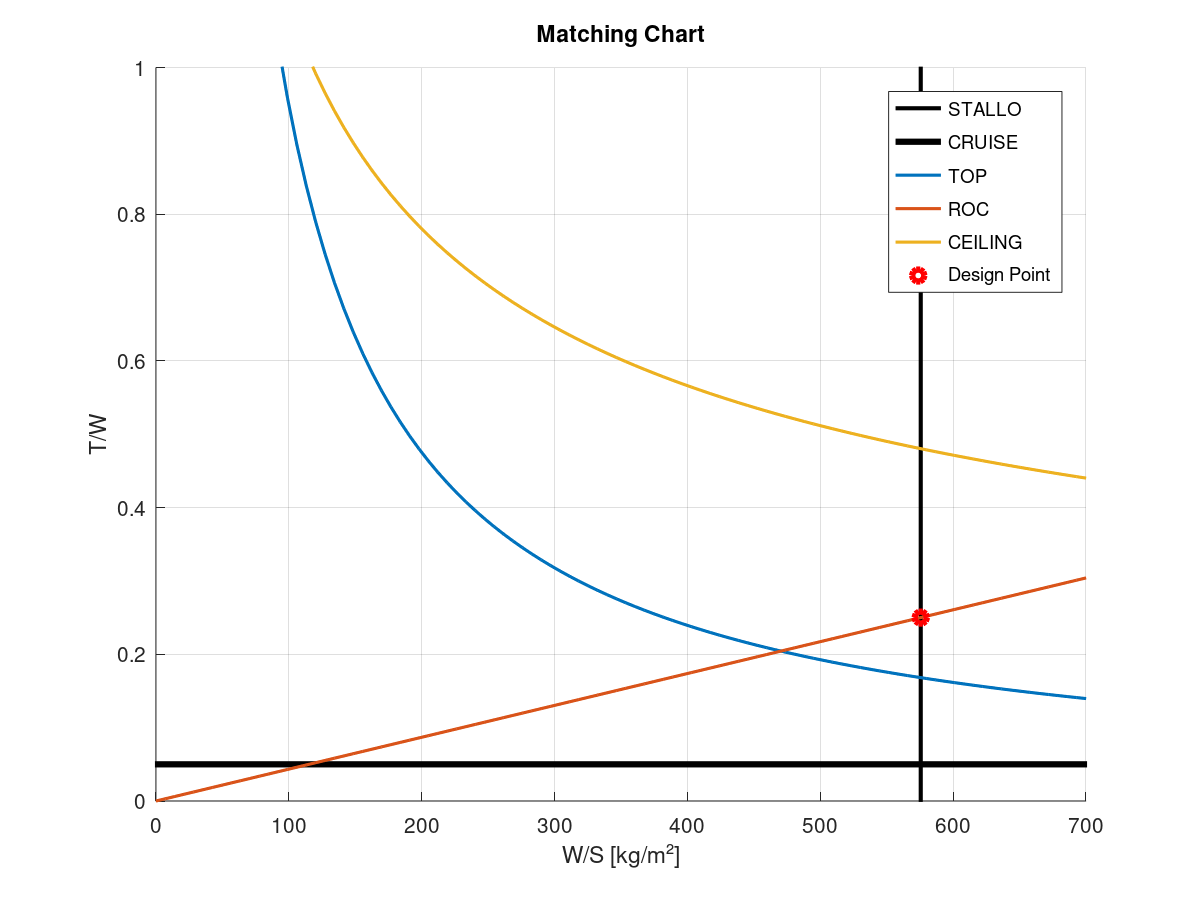 Matching Chart
1
0.8
0.6
0.4
0.2
0
T/W
0 100 200 300 400 500 600 700
W/S [kg/m²]
STALLO
CRUISE
TOP
ROC
CEILING
Design Point